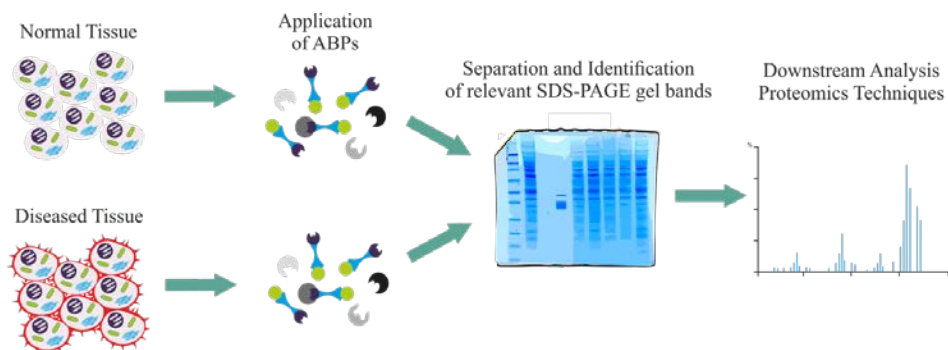 Normal Tissue
Application
of ABPs
Separation and Identification
of relevant SDS-PAGE gel bands
Downstream Analysis
Proteomics Techniques
%
Diseased Tissue